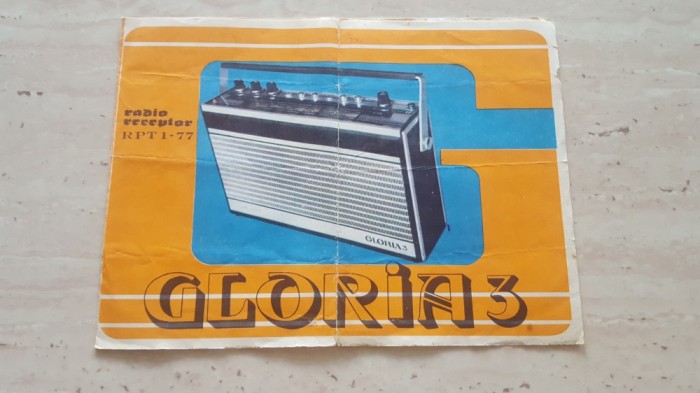 radio
receptor
RPT 1-77
GLORIA 3
GLORiA 3